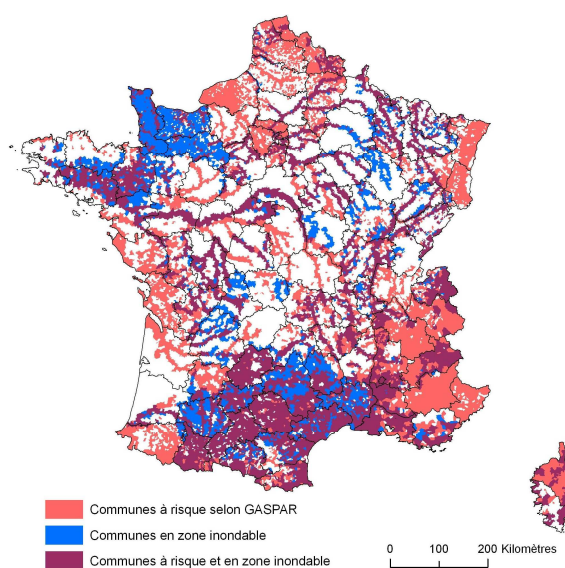 Communes à risque selon GASPAR
Communes en zone inondable
Communes à risque et en zone inondable
0 100 200 Kilomètres